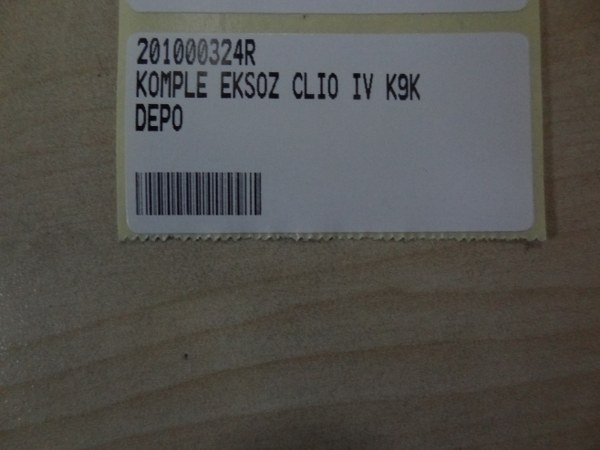 201000324R
KOMPLE EKSOZ CLIO IV K9K
DEPO